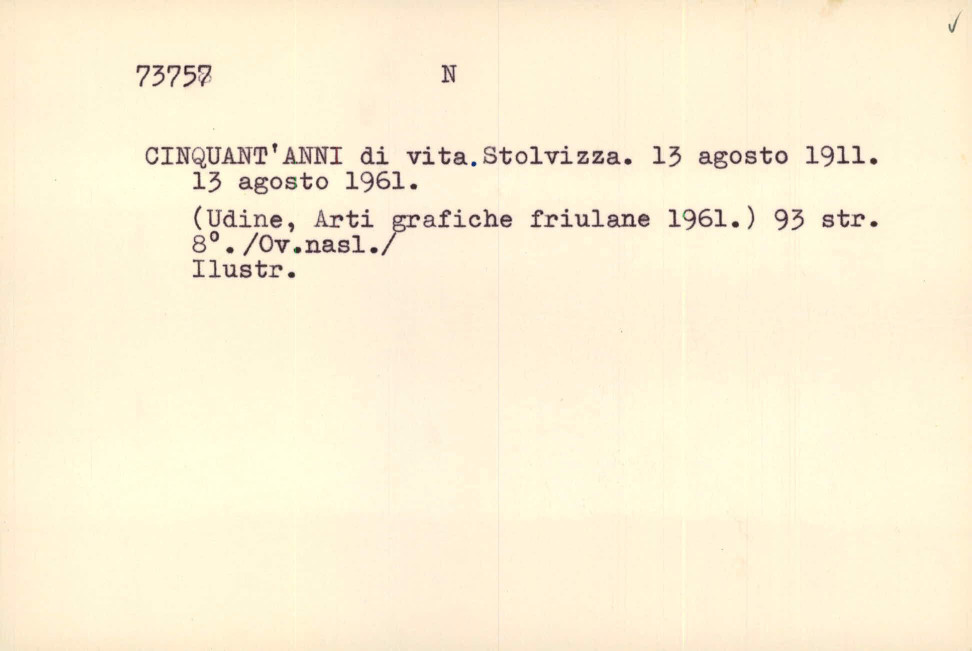 73757 N
CINQUANT'ANNI di vita.Stolvizza. 13 agosto 1911.
13 agosto 1961.
(Udine, Arti grafiche friulane 1961.) 93 str.
8°./Ov.nasl./
Ilustr.